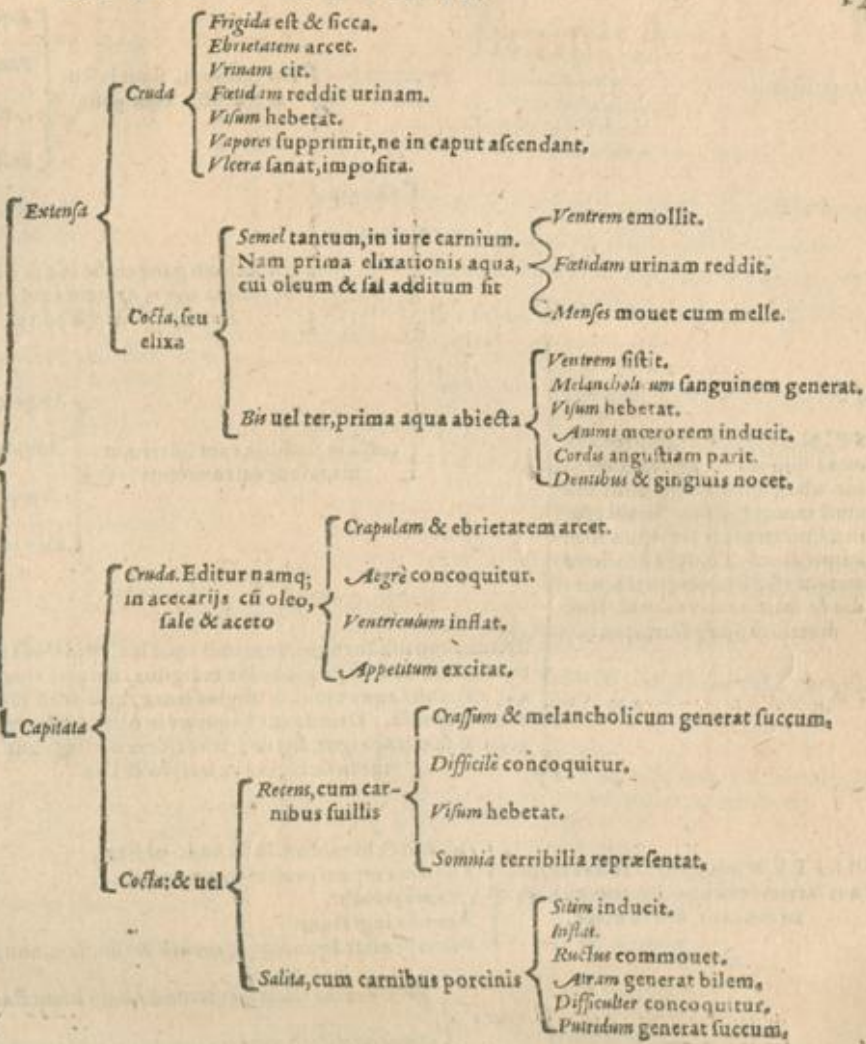 Extensa
Cruda
Frigida est & sicca.
Ebrietatem arcet.
Vrinam cit.
Fœtidam reddit urinam.
Visum hebetat.
Vapores supprimit, ne in caput ascendant.
Vlcera sanat, imposita.
Cocta, seu
elixa
Semel tantum, in iure carnium.
Nam prima elixationis aqua,
cui oleum & sal additum sit
Ventrem emollit.
Fœtidam urinam reddit.
Menses mouet cum melle.
Bis uel ter, prima aqua abiecta
Ventrem sistit.
Melancholicum sanguinem generat.
Visum hebetat.
Animi mœrorem inducit.
Cordis angustiam parit.
Dentibus & gingiuis nocet.
Capitata
Cruda. Editur namq;
in acetarijs cū oleo,
sale & aceto
Crapulam & ebrietatem arcet.
Aegrè concoquitur.
Ventriculum inflat.
Appetitum excitat.
Cocta: & uel
Recens, cum car-
nibus suillis
Crassum & melancholicum generat succum.
Difficilè concoquitur.
Visum hebetat.
Somnia terribilia repræsentat.
Salita, cum carnibus porcinis
Sitim inducit.
Inflat.
Ructus commouet.
Atram generat bilem.
Difficulter concoquitur.
Putridum generat succum.